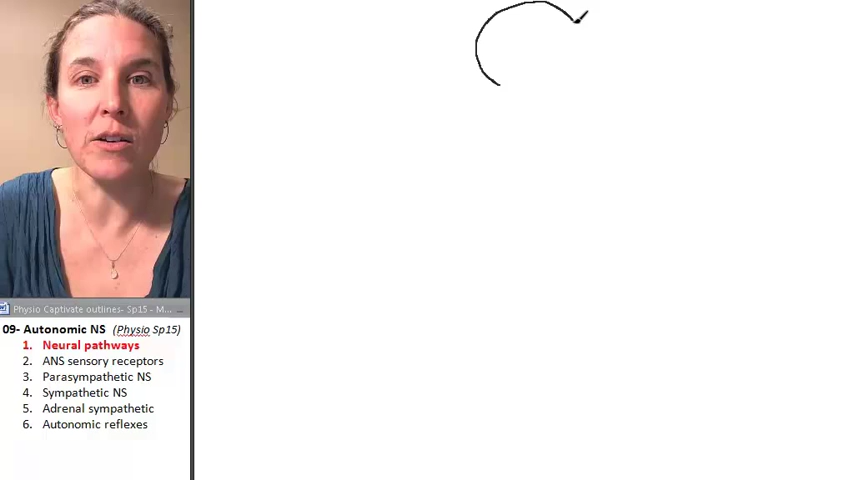 Physio Captivate outlines- Sp15 - M...
09- Autonomic NS (Physio Sp15)
1. Neural pathways
2. ANS sensory receptors
3. Parasympathetic NS
4. Sympathetic NS
5. Adrenal sympathetic
6. Autonomic reflexes